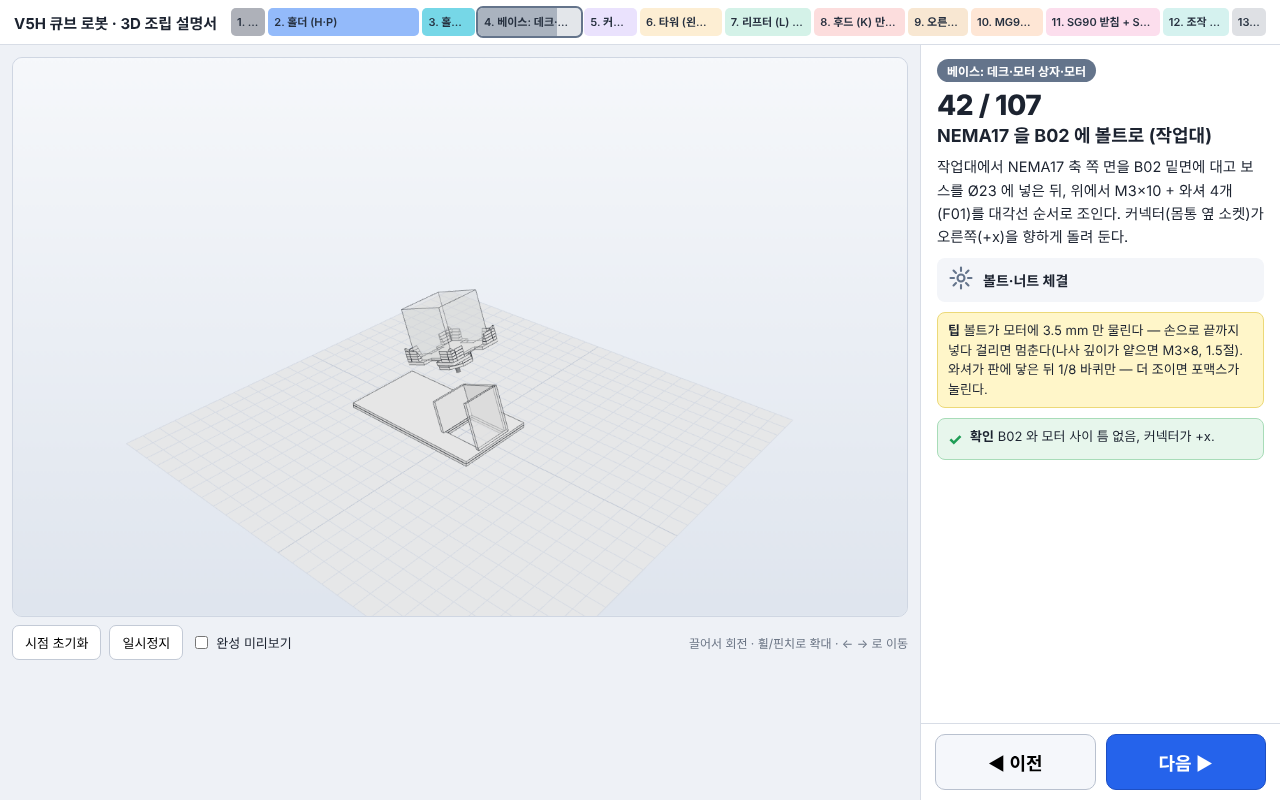 V5H 큐브 로봇 · 3D 조립 설명서
1. ...
2. 홀더 (H·P)
3. 홀...
4. 베이스: 데크·...
5. 커...
6. 타워 (왼...
7. 리프터 (L) ...
8. 후드 (K) 만...
9. 오른...
10. MG9...
11. SG90 받침 + S...
12. 조작 ...
13...
베이스: 데크·모터 상자·모터
42 / 107
NEMA17 을 B02 에 볼트로 (작업대)
작업대에서 NEMA17 축 쪽 면을 B02 밑면에 대고 보
스를 Ø23 에 넣은 뒤, 위에서 M3×10 + 와셔 4개
(F01)를 대각선 순서로 조인다. 커넥터(몸통 옆 소켓)가
오른쪽(+x)을 향하게 돌려 둔다.
볼트·너트 체결
팁 볼트가 모터에 3.5 mm 만 물린다 — 손으로 끝까지
넣다 걸리면 멈춘다(나사 깊이가 얕으면 M3×8, 1.5절).
와셔가 판에 닿은 뒤 1/8 바퀴만 — 더 조이면 포맥스가
눌린다.
✓ 확인 B02 와 모터 사이 틈 없음, 커넥터가 +x.
시점 초기화
일시정지
완성 미리보기
끌어서 회전 · 휠/핀치로 확대 · ← → 로 이동
◀ 이전
다음 ▶